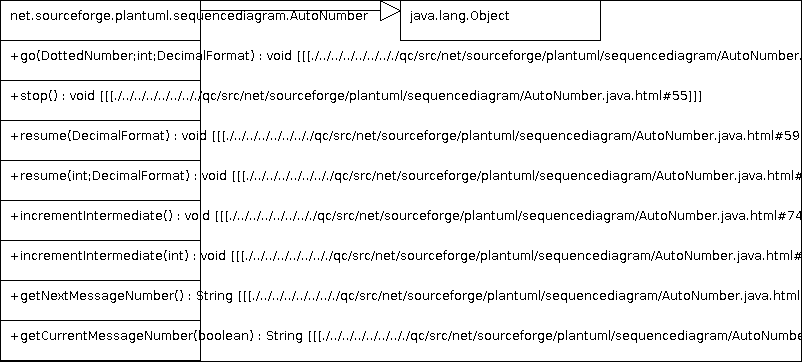 net.sourceforge.plantuml.sequencediagram.AutoNumber
java.lang.Object
+go(DottedNumber;int;DecimalFormat) : void [[[./../../../../../../../qc/src/net/sourceforge/plantuml/sequencediagram/AutoNumber.
+stop() : void [[[./../../../../../../../qc/src/net/sourceforge/plantuml/sequencediagram/AutoNumber.java.html#55]]]
+resume(DecimalFormat) : void [[[./../../../../../../../qc/src/net/sourceforge/plantuml/sequencediagram/AutoNumber.java.html#59
+resume(int;DecimalFormat) : void [[[./../../../../../../../qc/src/net/sourceforge/plantuml/sequencediagram/AutoNumber.java.html#
+incrementIntermediate() : void [[[./../../../../../../../qc/src/net/sourceforge/plantuml/sequencediagram/AutoNumber.java.html#74
+incrementIntermediate(int) : void [[[./../../../../../../../qc/src/net/sourceforge/plantuml/sequencediagram/AutoNumber.java.html#
+getNextMessageNumber() : String [[[./../../../../../../../qc/src/net/sourceforge/plantuml/sequencediagram/AutoNumber.java.html
+getCurrentMessageNumber(boolean) : String [[[./../../../../../../../qc/src/net/sourceforge/plantuml/sequencediagram/AutoNumbe